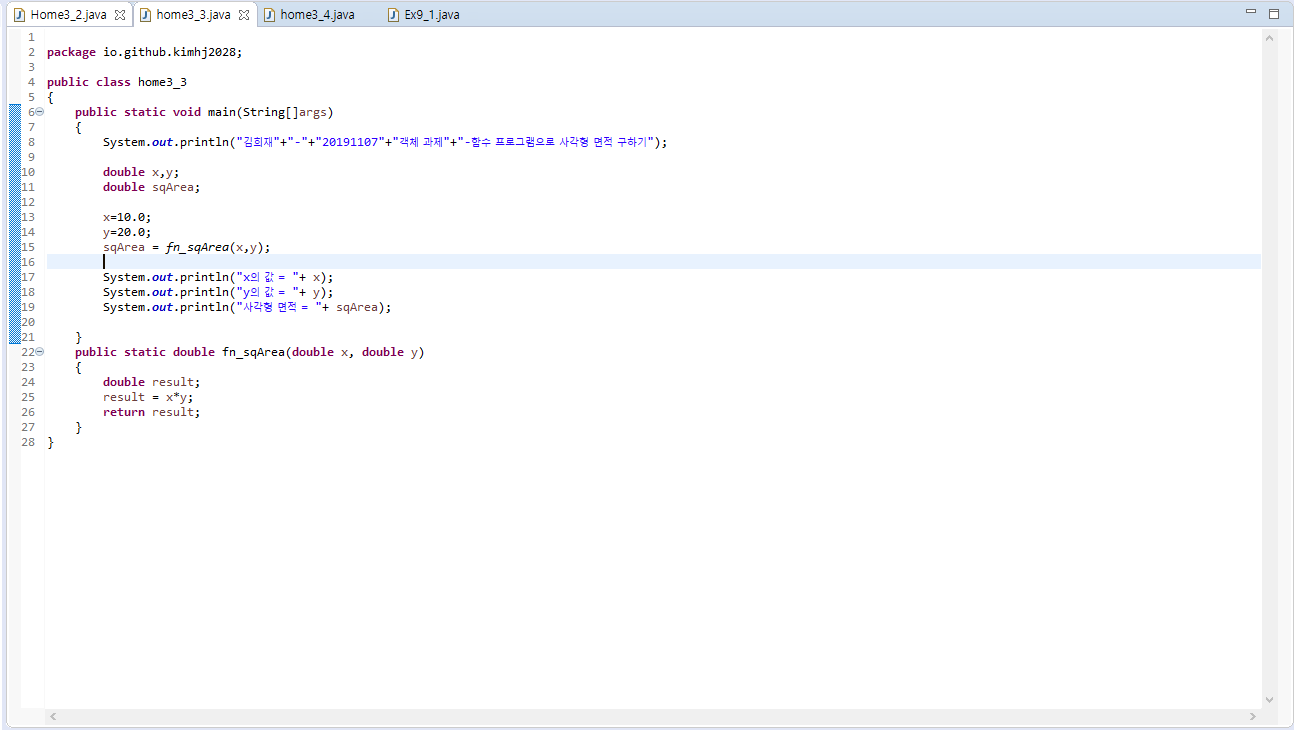 Home3_2.java home3_3.java home3_4.java Ex9_1.java
1
2 package io.github.kimhj2028;
3
4 public class home3_3
5 {
6 public static void main(String[]args)
7 {
8 System.out.println("김희재"+"-"+"20191107"+"객체 과제"+"-함수 프로그램으로 사각형 면적 구하기");
9
10 double x,y;
11 double sqArea;
12
13 x=10.0;
14 y=20.0;
15 sqArea = fn_sqArea(x,y);
16
17 System.out.println("x의 값 = "+ x);
18 System.out.println("y의 값 = "+ y);
19 System.out.println("사각형 면적 = "+ sqArea);
20
21 }
22 public static double fn_sqArea(double x, double y)
23 {
24 double result;
25 result = x*y;
26 return result;
27 }
28 }